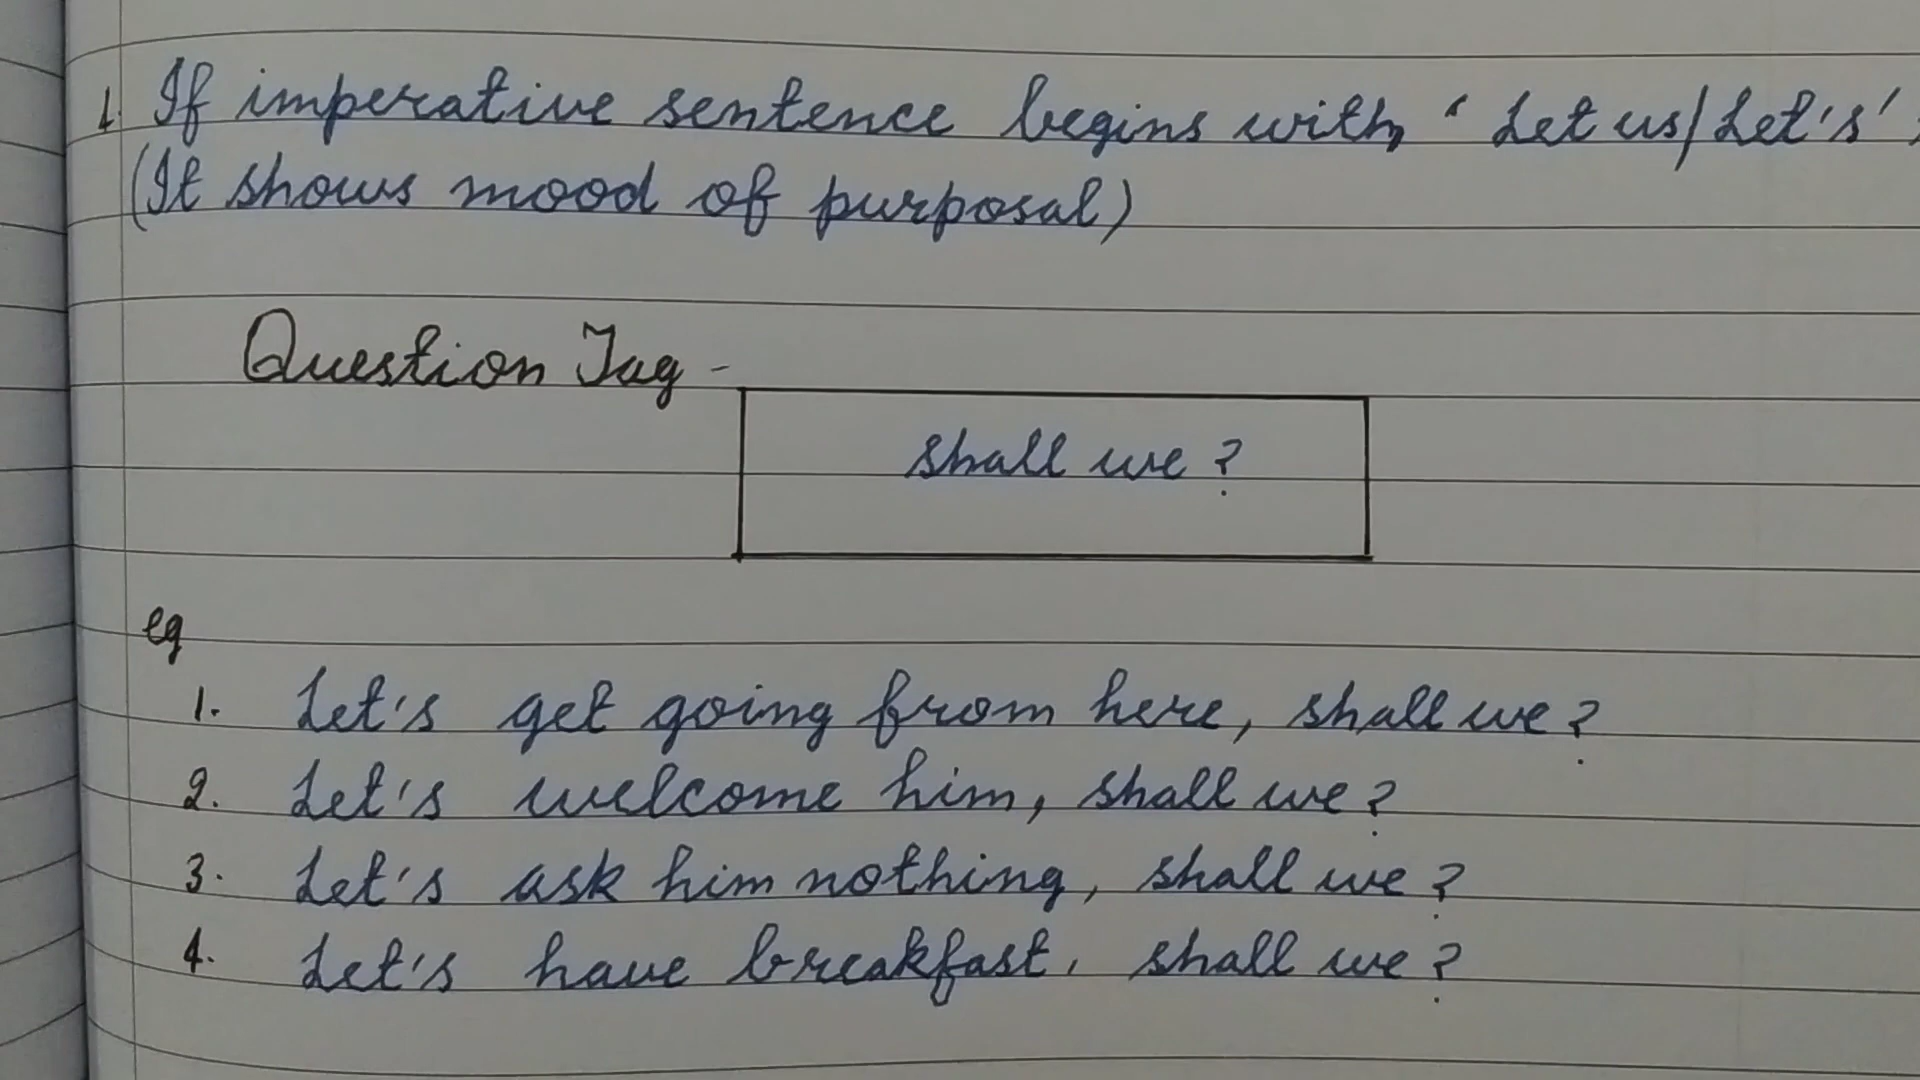 1. If imperative sentence begins with, 'Let us/Let's'
(It shows mood of purposal)
Question Tag -
shall we ?
eg
1. Let's get going from here, shall we ?
2. Let's welcome him, shall we ?
3. Let's ask him nothing, shall we ?
4. Let's have breakfast, shall we ?